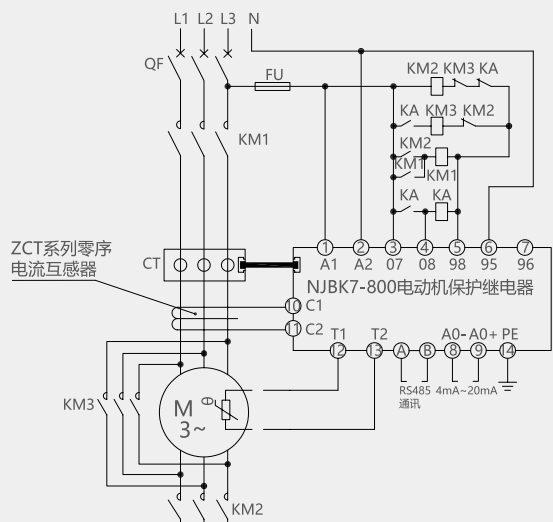 L1 L2 L3 N
QF
FU
KM2 KM3 KA
KA KM3 KM2
KM1
KM2
KM1
KM1
KA KA
ZCT系列零序
电流互感器
CT
1 2 3 4 5 6 7
A1 A2 07 08 98 95 96
NJBK7-800电动机保护继电器
10 C1
11 C2
T1 T2 A0- A0+ PE
12 13 A B 8 9 14
RS485 4mA~20mA
通讯
KM3
M
3~
θ
KM2